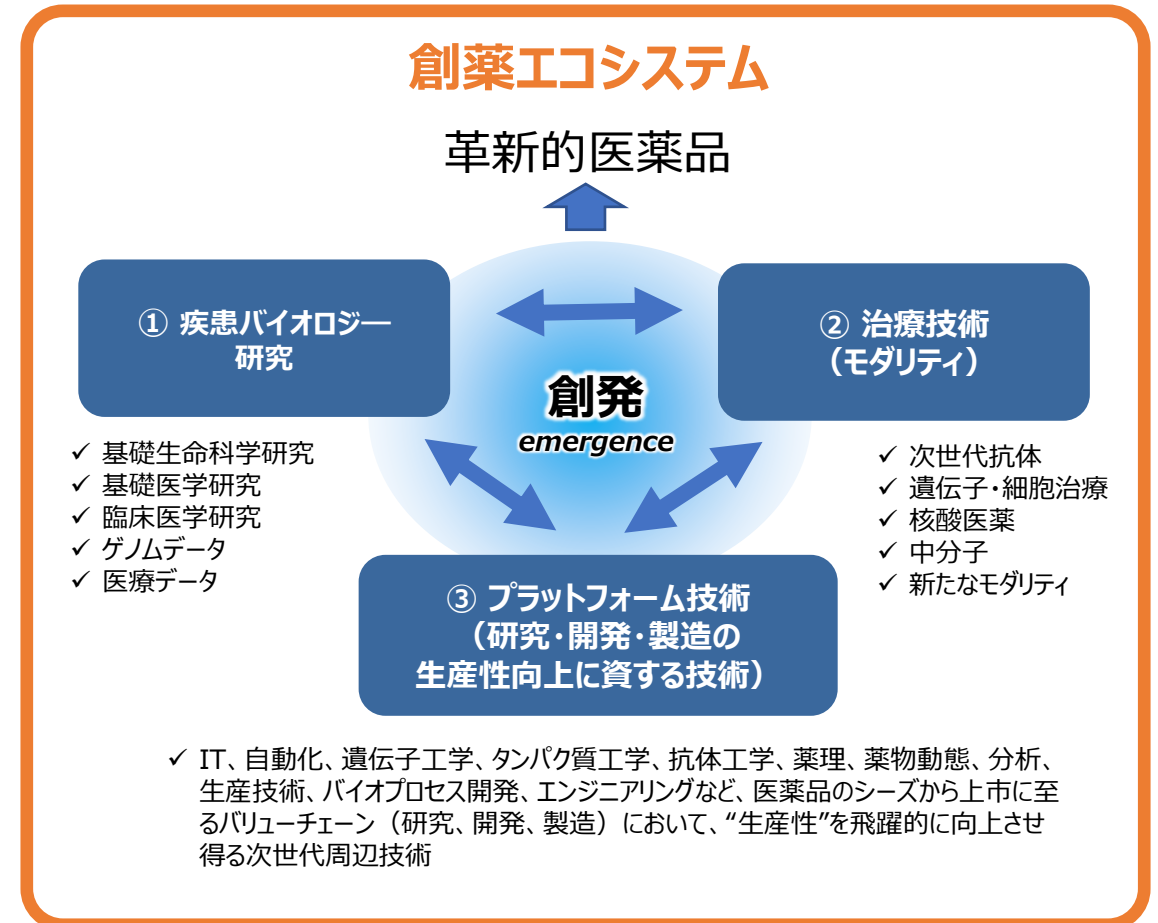 創薬エコシステム
革新的医薬品
① 疾患バイオロジー
研究
② 治療技術
（モダリティ）
創発
emergence
✓ 基礎生命科学研究
✓ 基礎医学研究
✓ 臨床医学研究
✓ ゲノムデータ
✓ 医療データ
✓ 次世代抗体
✓ 遺伝子・細胞治療
✓ 核酸医薬
✓ 中分子
✓ 新たなモダリティ
③ プラットフォーム技術
（研究・開発・製造の
生産性向上に資する技術）
✓ IT、自動化、遺伝子工学、タンパク質工学、抗体工学、薬理、薬物動態、分析、
生産技術、バイオプロセス開発、エンジニアリングなど、医薬品のシーズから上市に至
るバリューチェーン（研究、開発、製造）において、“生産性”を飛躍的に向上させ
得る次世代周辺技術